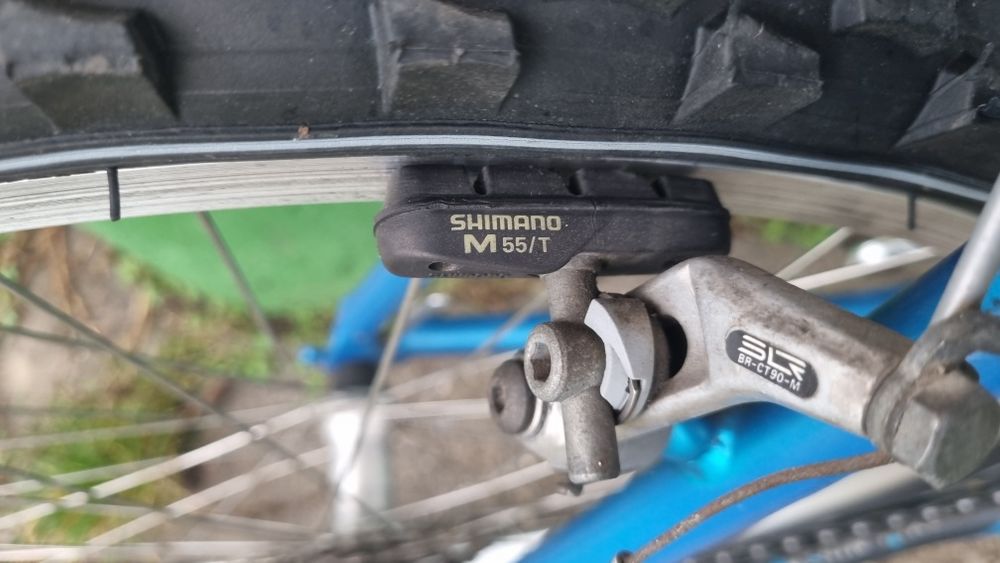 SHIMANO
M 55/T
SLR
BR-CT90-M